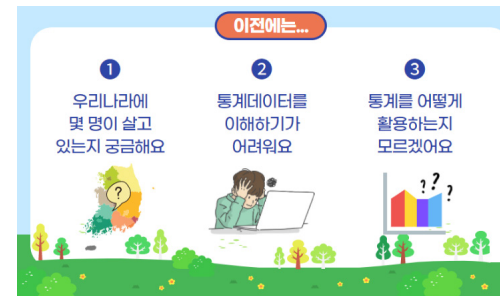 이전에는...
1
우리나라에
몇 명이 살고
있는지 궁금해요
?
2
통계데이터를
이해하기가
어려워요
3
통계를 어떻게
활용하는지
모르겠어요
? ? ?